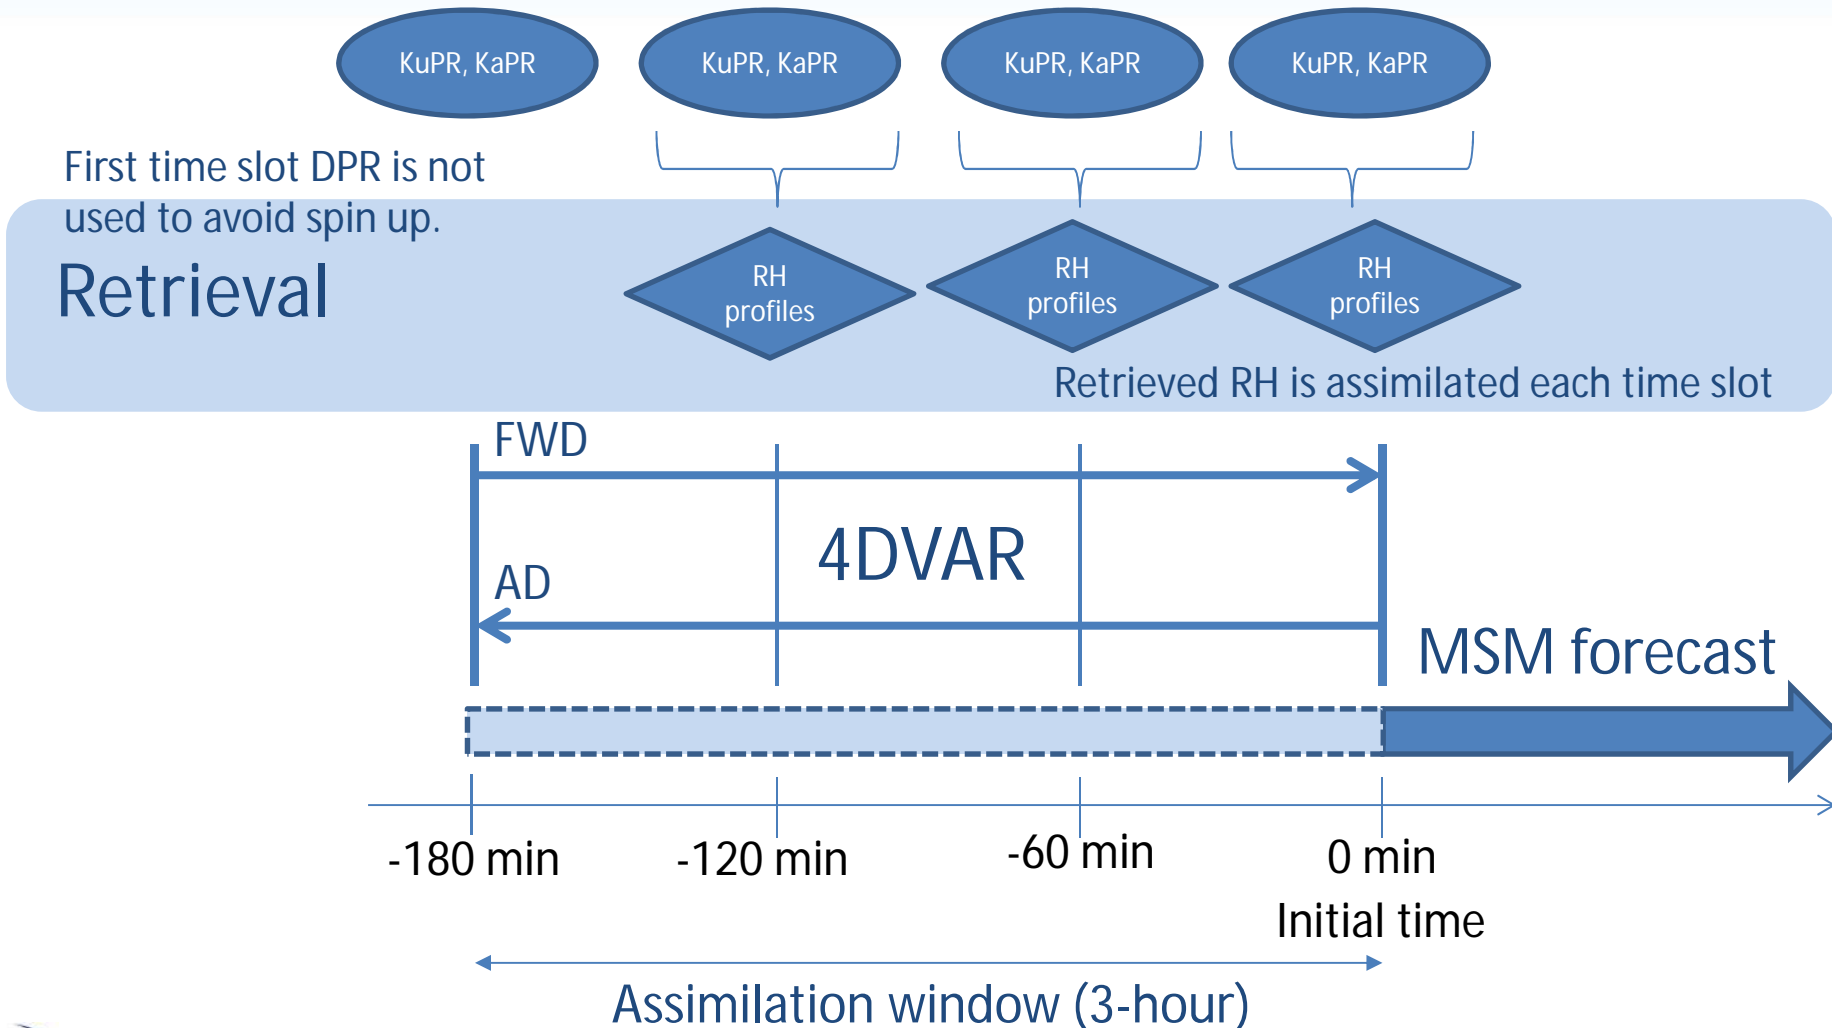 KuPR, KaPR
KuPR, KaPR
KuPR, KaPR
KuPR, KaPR
First time slot DPR is not
used to avoid spin up.
Retrieval
RH
profiles
RH
profiles
RH
profiles
Retrieved RH is assimilated each time slot
FWD
4DVAR
AD
MSM forecast
-180 min
-120 min
-60 min
0 min
Initial time
Assimilation window (3-hour)